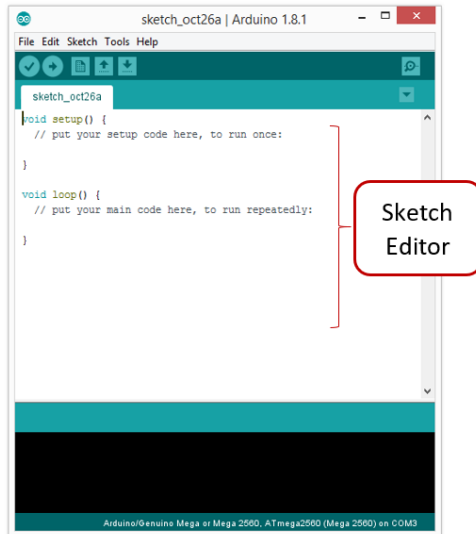 sketch_oct26a | Arduino 1.8.1
File Edit Sketch Tools Help
sketch_oct26a
void setup() {
// put your setup code here, to run once:
}
void loop() {
// put your main code here, to run repeatedly:
}
Sketch
Editor
Arduino/Genuino Mega or Mega 2560, ATmega2560 (Mega 2560) on COM3